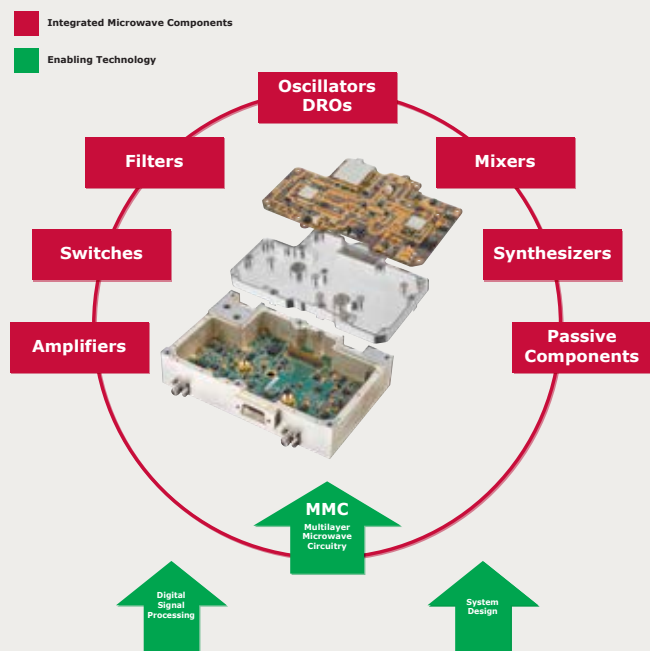 Integrated Microwave Components
Enabling Technology
Oscillators
DROs
Filters
Mixers
Switches
Synthesizers
Amplifiers
Passive
Components
MMC
Multilayer
Microwave
Circuitry
Digital
Signal
Processing
System
Design